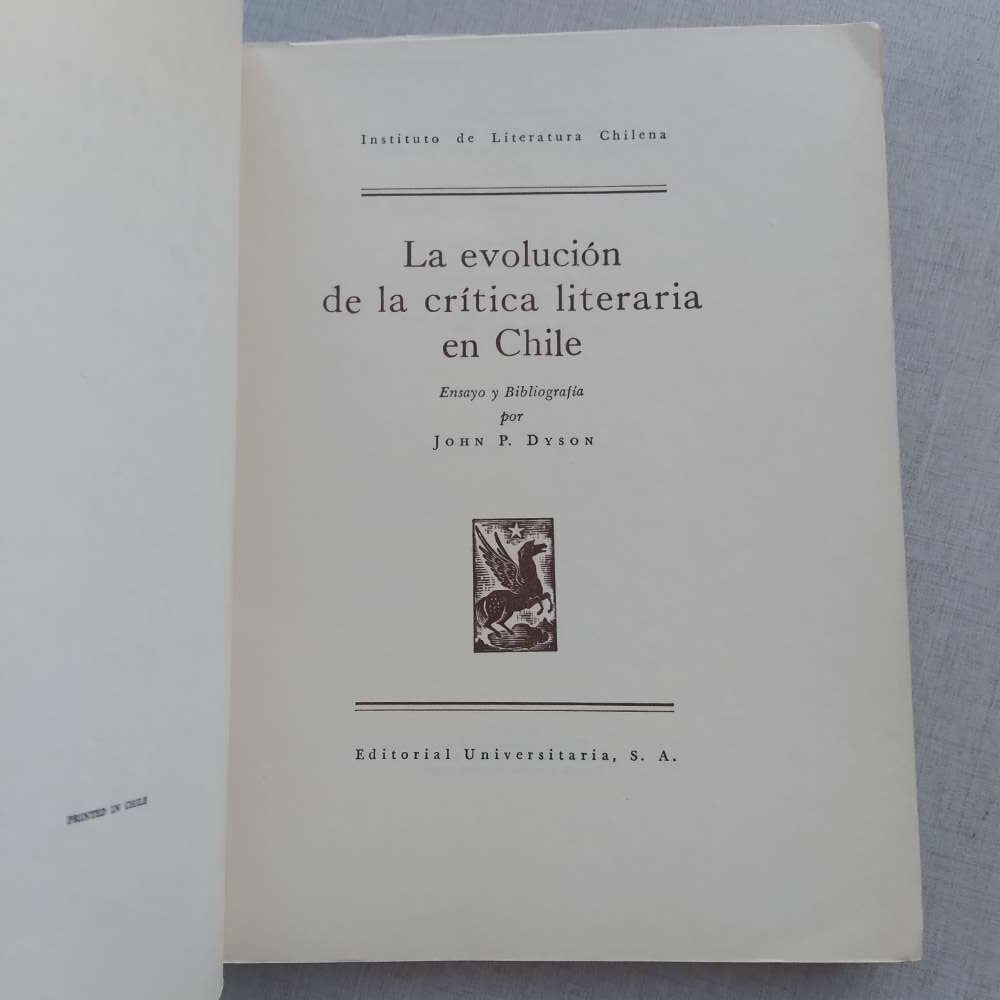 PRINTED IN CHILE
Instituto de Literatura Chilena
La evolución
de la crítica literaria
en Chile
Ensayo y Bibliografía
por
JOHN P. DYSON
Editorial Universitaria, S. A.